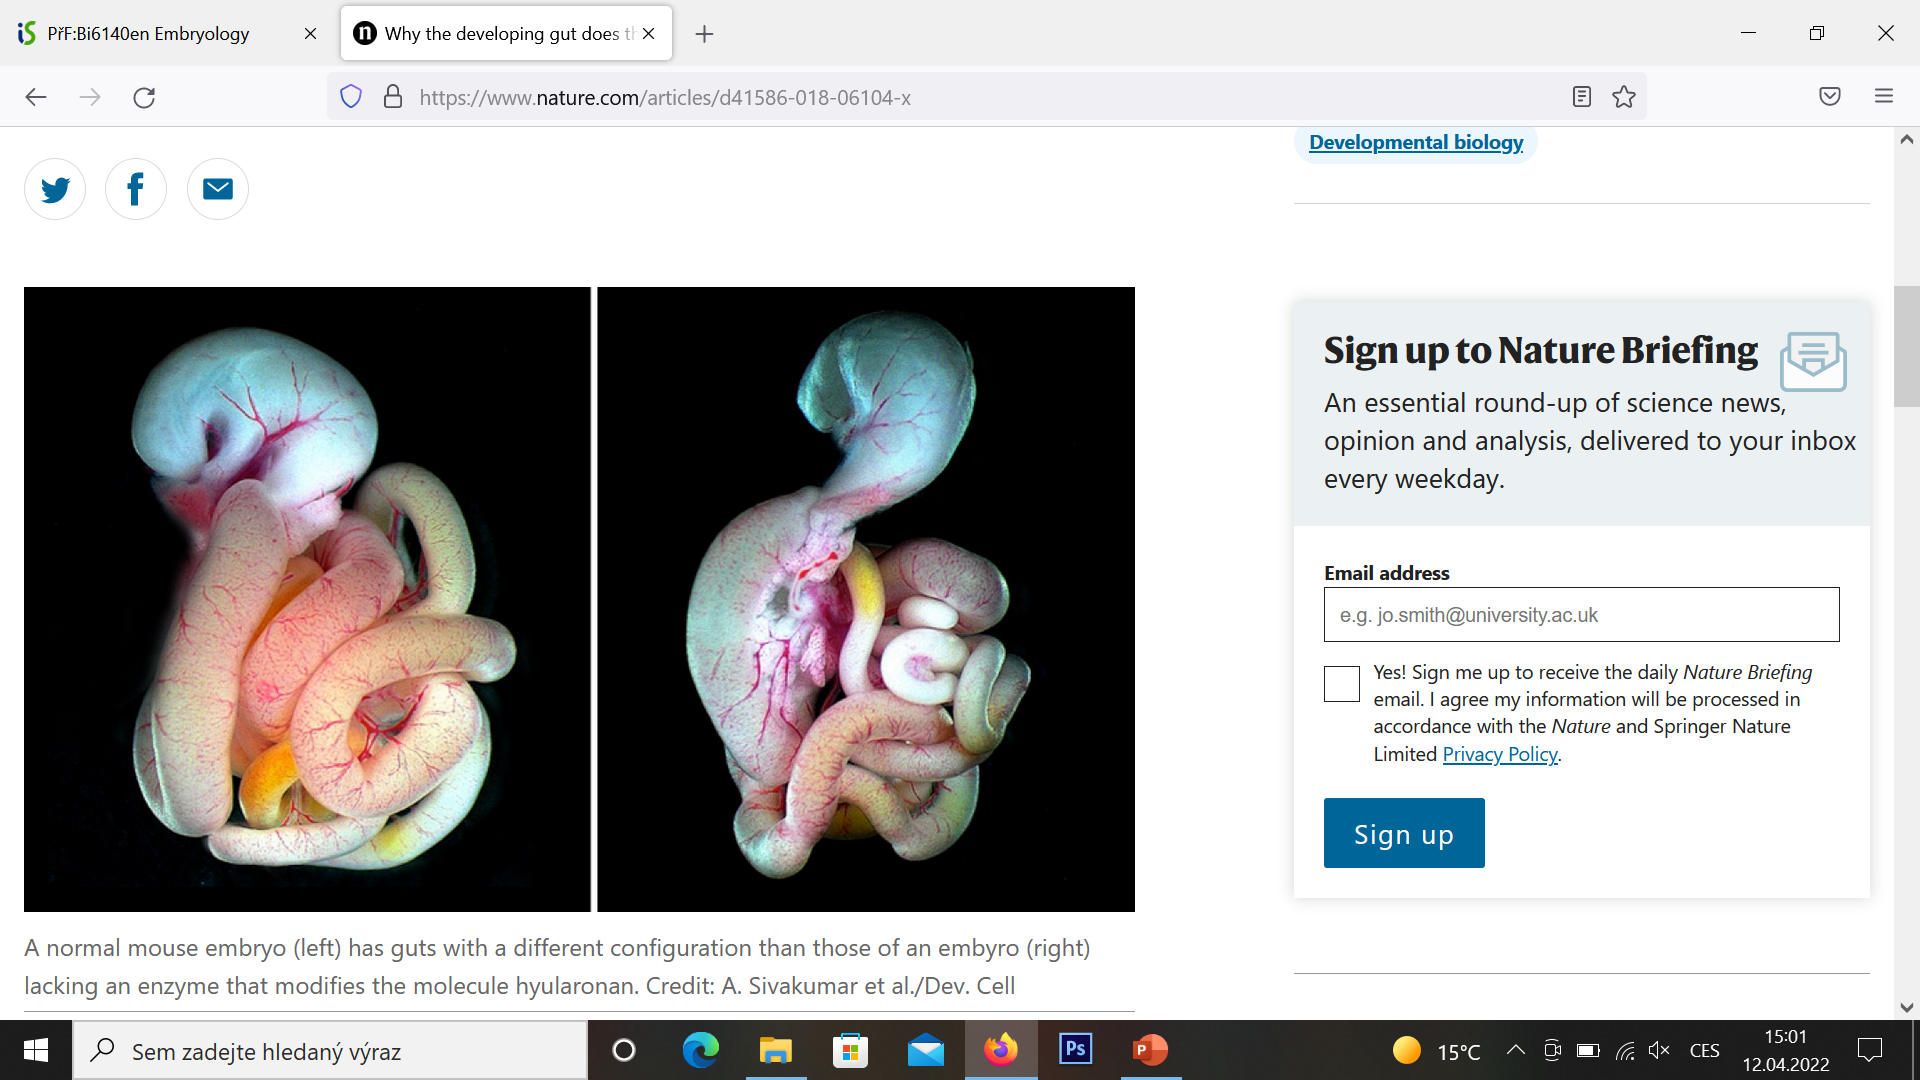 PřF:Bi6140en Embryology
Why the developing gut does th
https://www.nature.com/articles/d41586-018-06104-x
Developmental biology
Sign up to Nature Briefing
An essential round-up of science news,
opinion and analysis, delivered to your inbox
every weekday.
Email address
e.g. jo.smith@university.ac.uk
Yes! Sign me up to receive the daily Nature Briefing
email. I agree my information will be processed in
accordance with the Nature and Springer Nature
Limited Privacy Policy.
Sign up
A normal mouse embryo (left) has guts with a different configuration than those of an embyro (right)
lacking an enzyme that modifies the molecule hyularonan. Credit: A. Sivakumar et al./Dev. Cell
Sem zadejte hledaný výraz
Ps
P
15°C
CES
15:01
12.04.2022